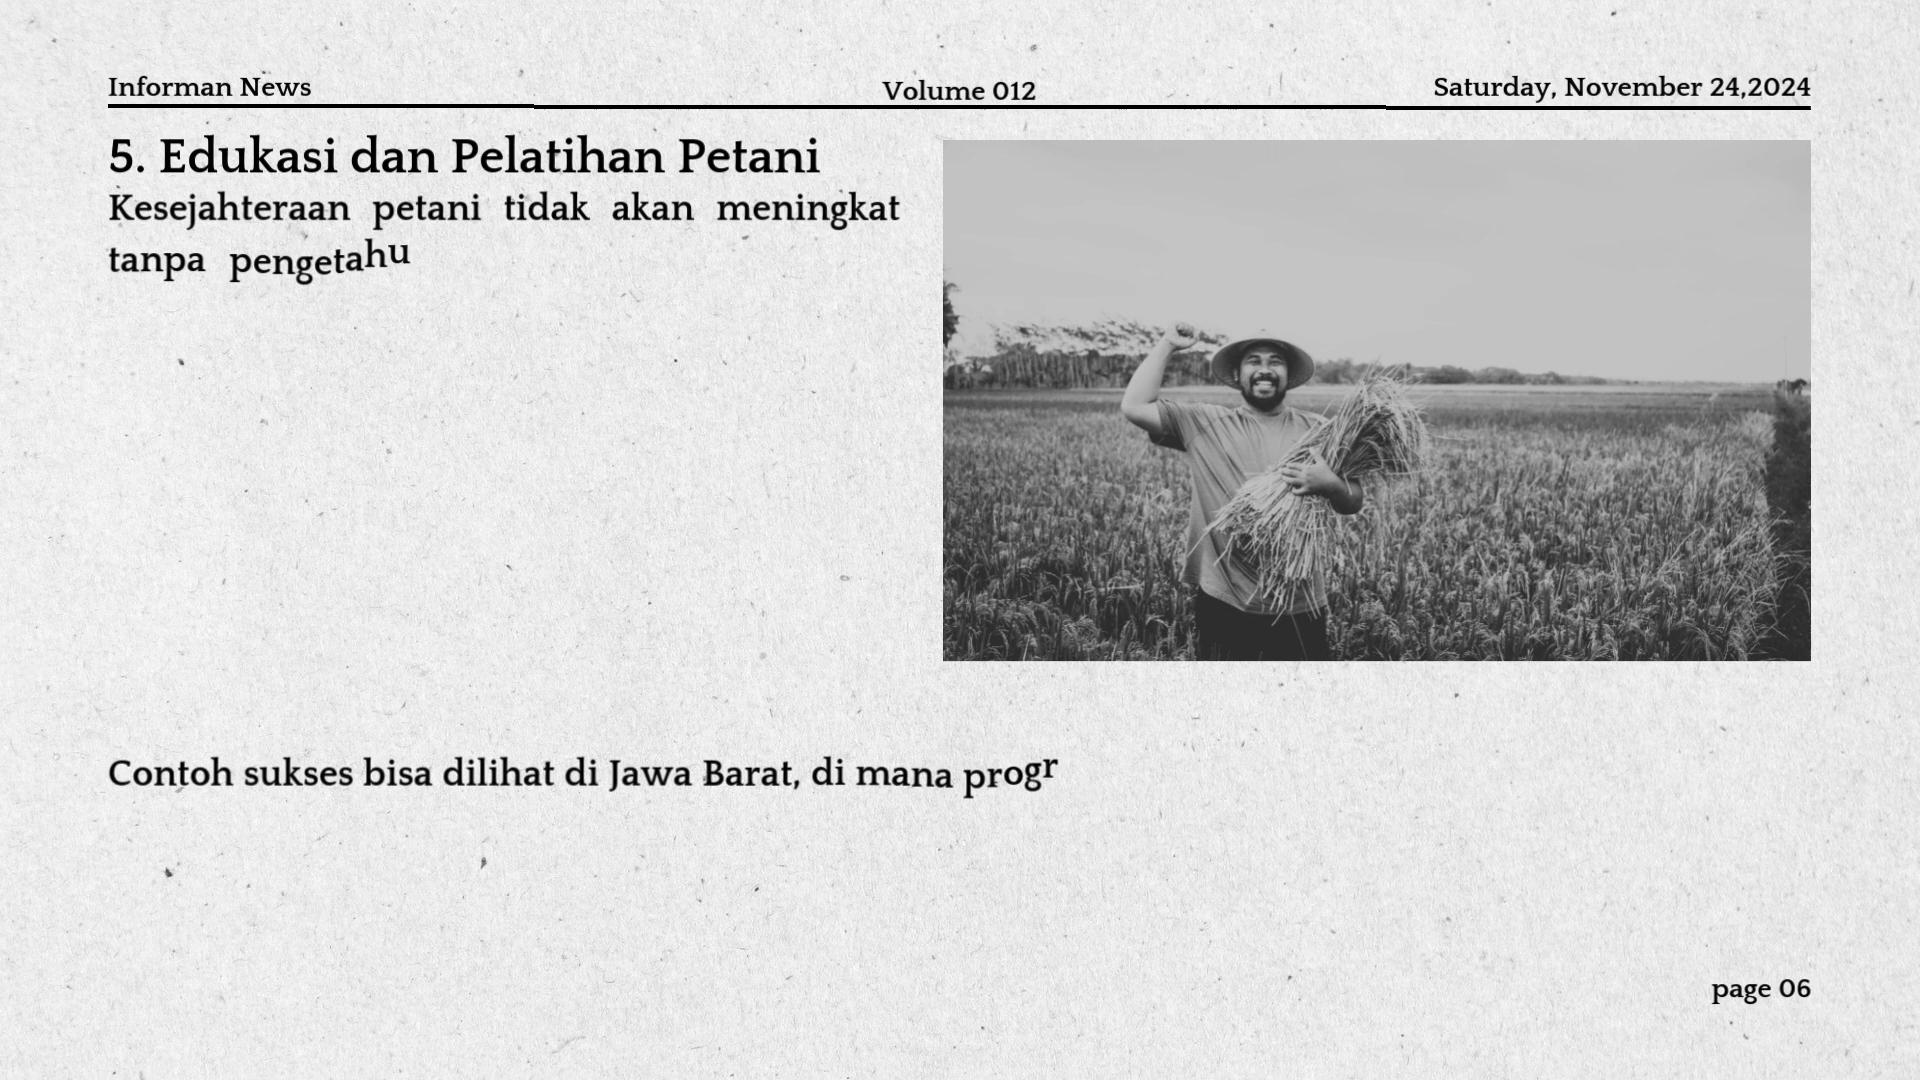 Informan News
Volume 012
Saturday, November 24,2024
5. Edukasi dan Pelatihan Petani
Kesejahteraan petani tidak akan meningkat
tanpa pengetahu
Contoh sukses bisa dilihat di Jawa Barat, di mana progr
page 06